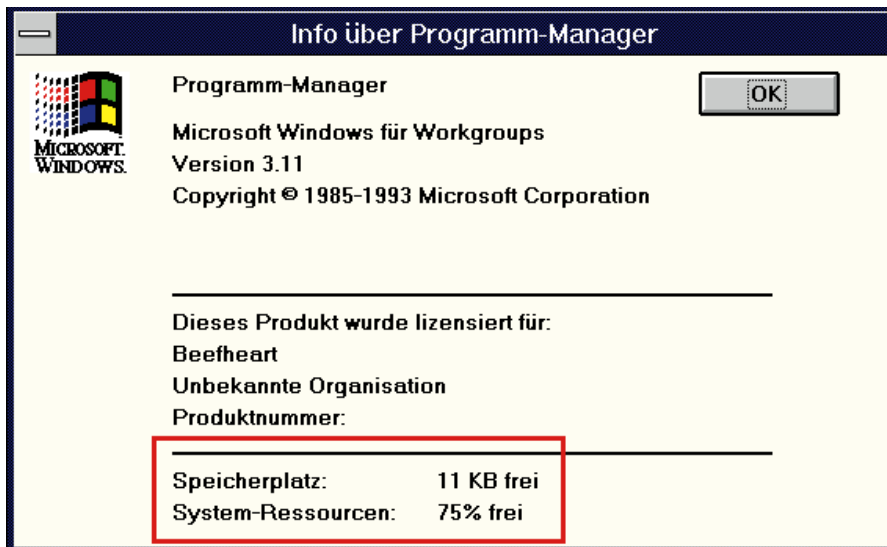 Info über Programm-Manager
Programm-Manager
OK
Microsoft Windows für Workgroups
Version 3.11
Copyright © 1985-1993 Microsoft Corporation
MICROSOFT.
WINDOWS.
Dieses Produkt wurde lizensiert für:
Beefheart
Unbekannte Organisation
Produktnummer:
Speicherplatz: 11 KB frei
System-Ressourcen: 75% frei